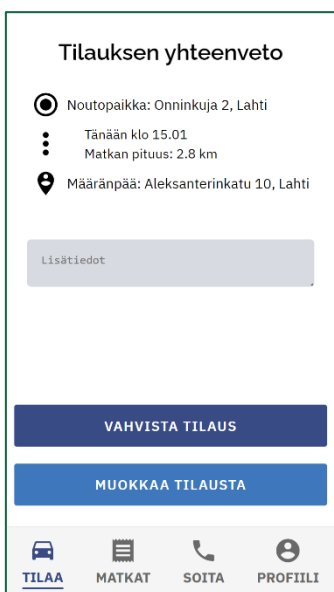 Tilauksen yhteenveto
Noutopaikka: Onninkuja 2, Lahti
Tänään klo 15.01
Matkan pituus: 2.8 km
Määränpää: Aleksanterinkatu 10, Lahti
Lisätiedot
VAHVISTA TILAUS
MUOKKAA TILAUSTA
TILAA MATKAT SOITA PROFIILI